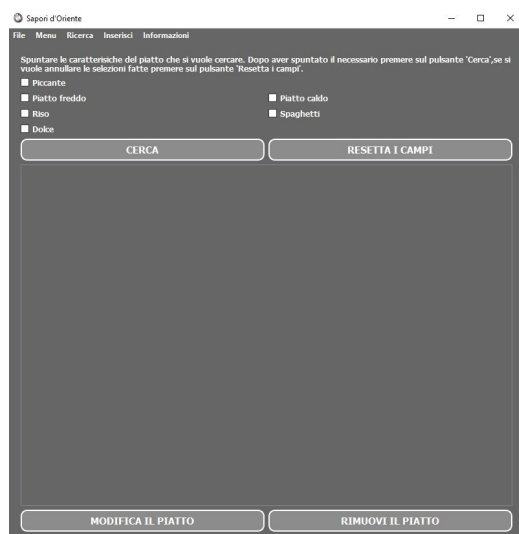 Sapori d'Oriente
File Menu Ricerca Inserisci Informazioni
Spuntare le caratterisiche del piatto che si vuole cercare. Dopo aver spuntato il necessario premere sul pulsante 'Cerca',se si
vuole annullare le selezioni fatte premere sul pulsante 'Resetta i campi'.
Piccante
Piatto freddo Piatto caldo
Riso Spaghetti
Dolce
CERCA RESETTA I CAMPI
MODIFICA IL PIATTO RIMUOVI IL PIATTO